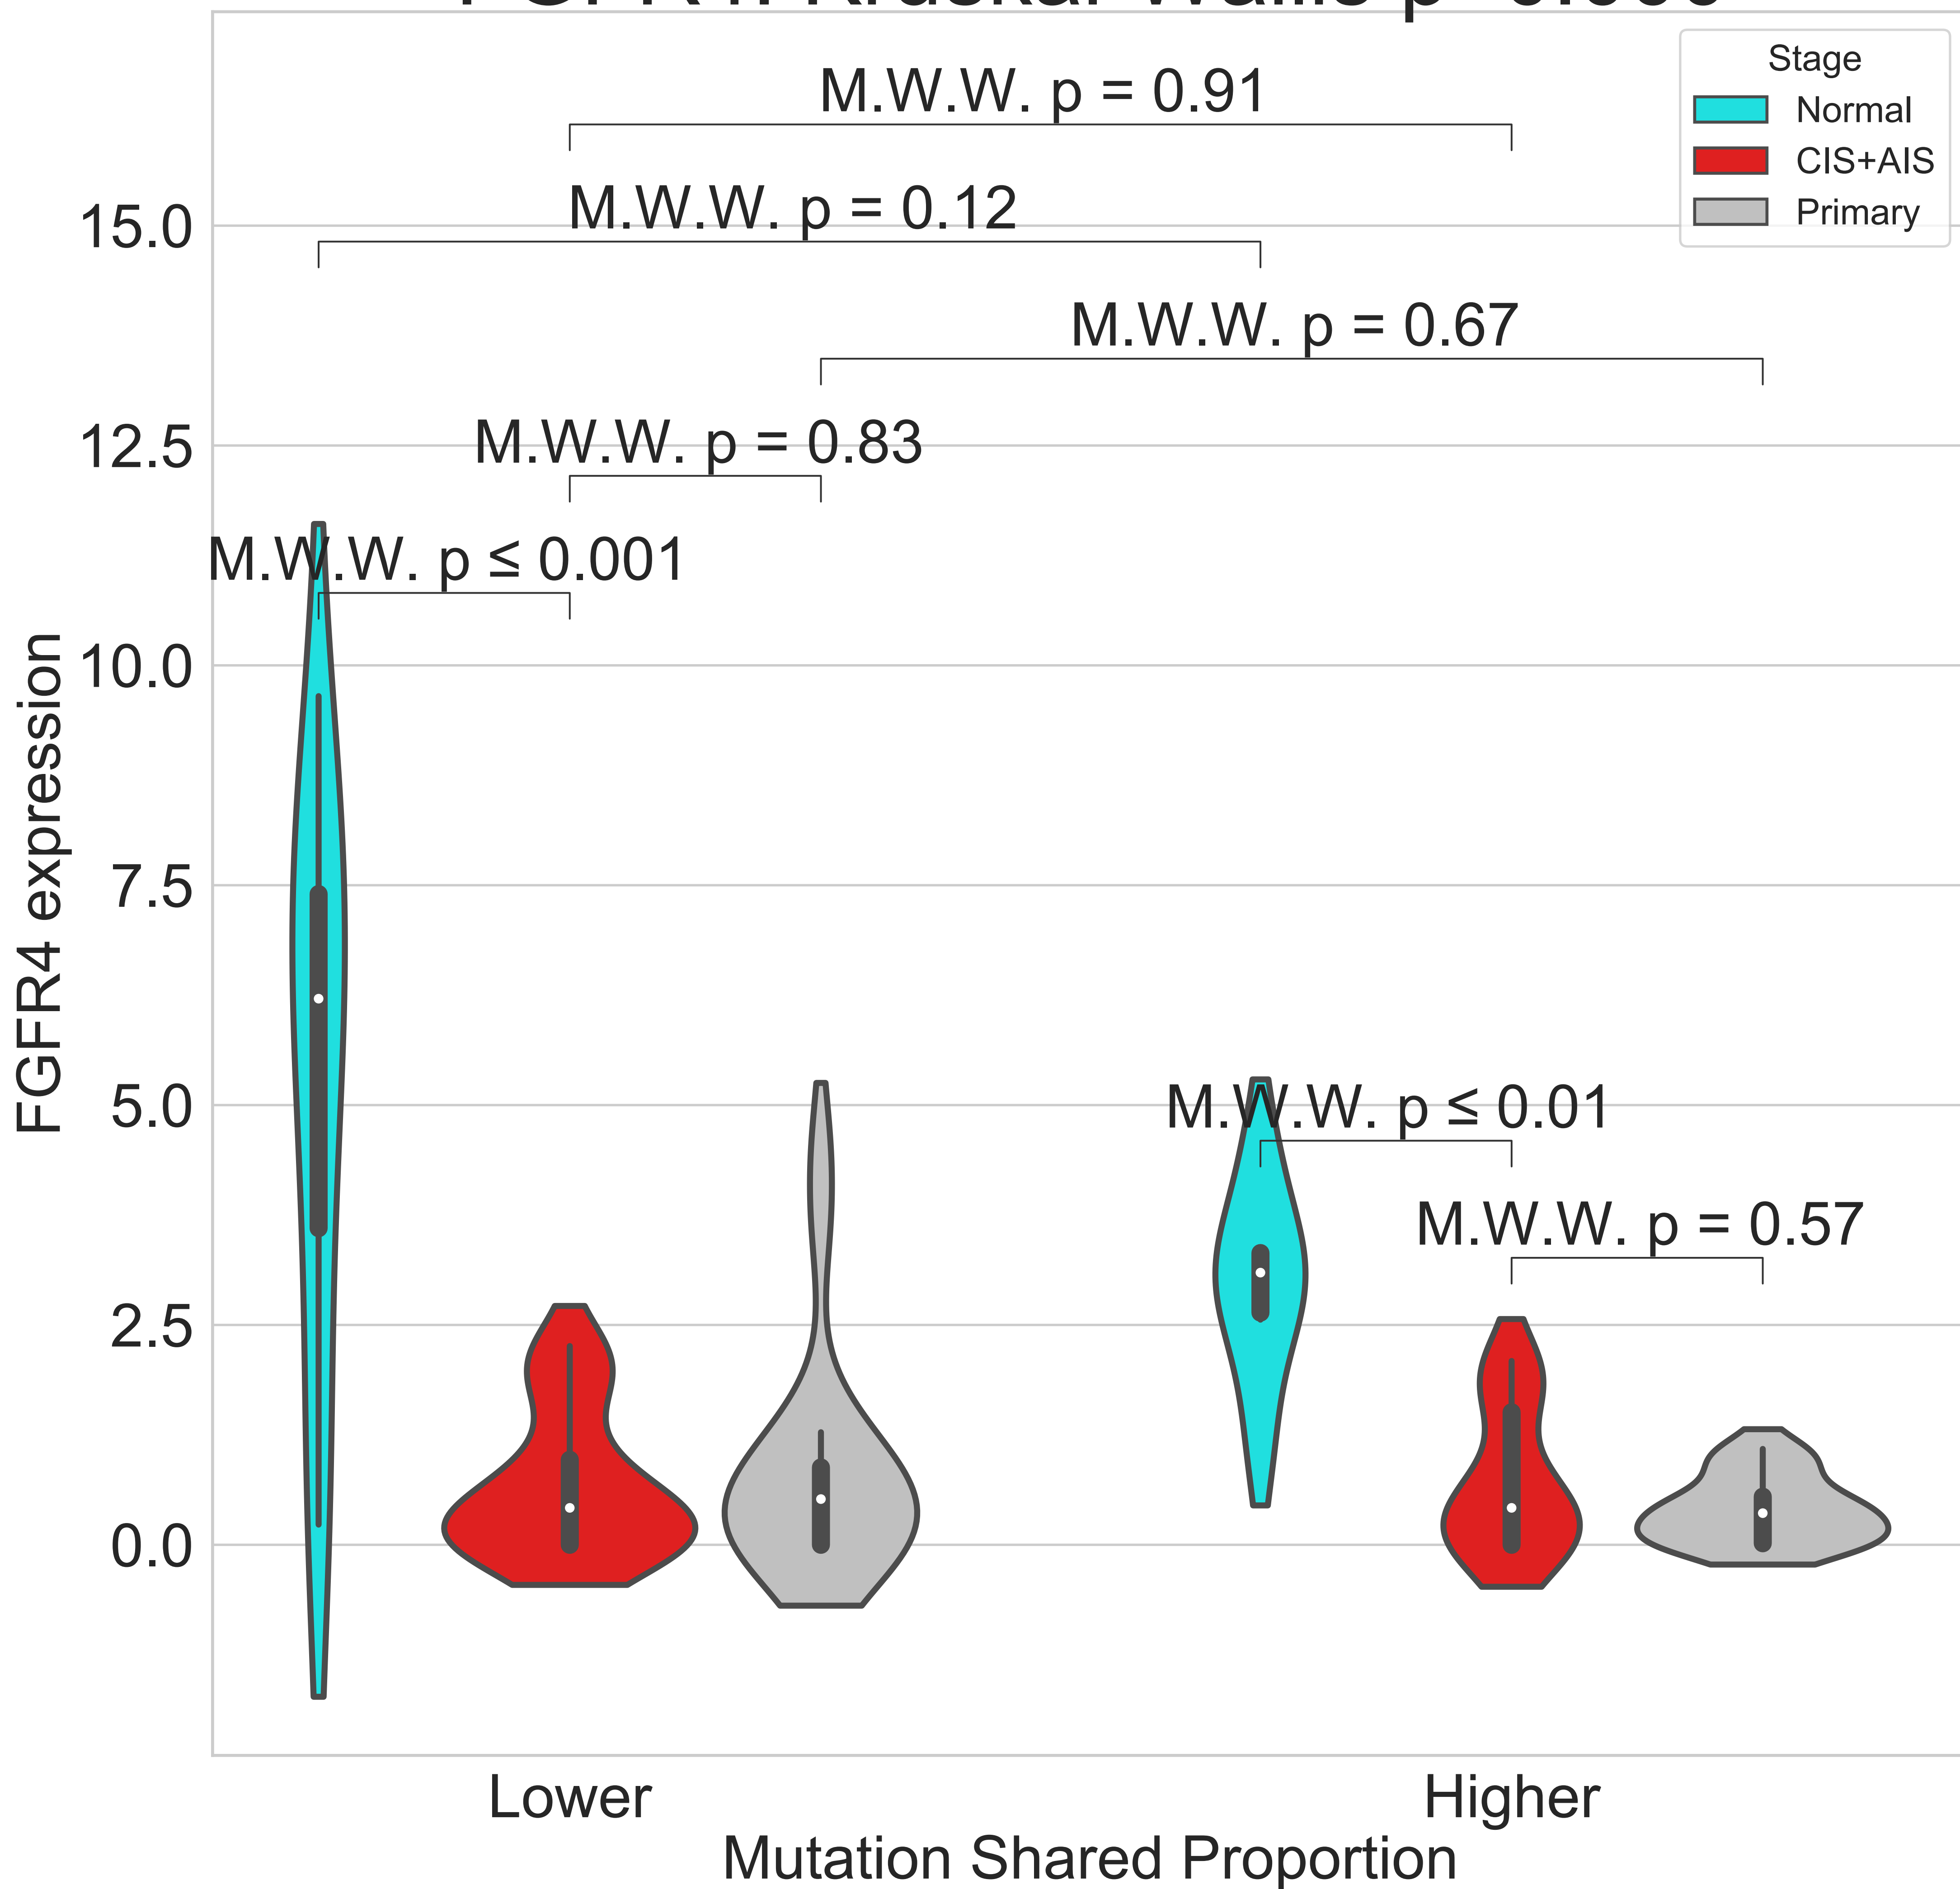 Stage
Normal
CIS+AIS
Primary
M.W.W. p = 0.91
M.W.W. p = 0.12
M.W.W. p = 0.67
M.W.W. p = 0.83
M.W.W. p ≤ 0.001
M.W.W. p ≤ 0.01
M.W.W. p = 0.57
FGFR4 expression
15.0
12.5
10.0
7.5
5.0
2.5
0.0
Lower
Higher
Mutation Shared Proportion